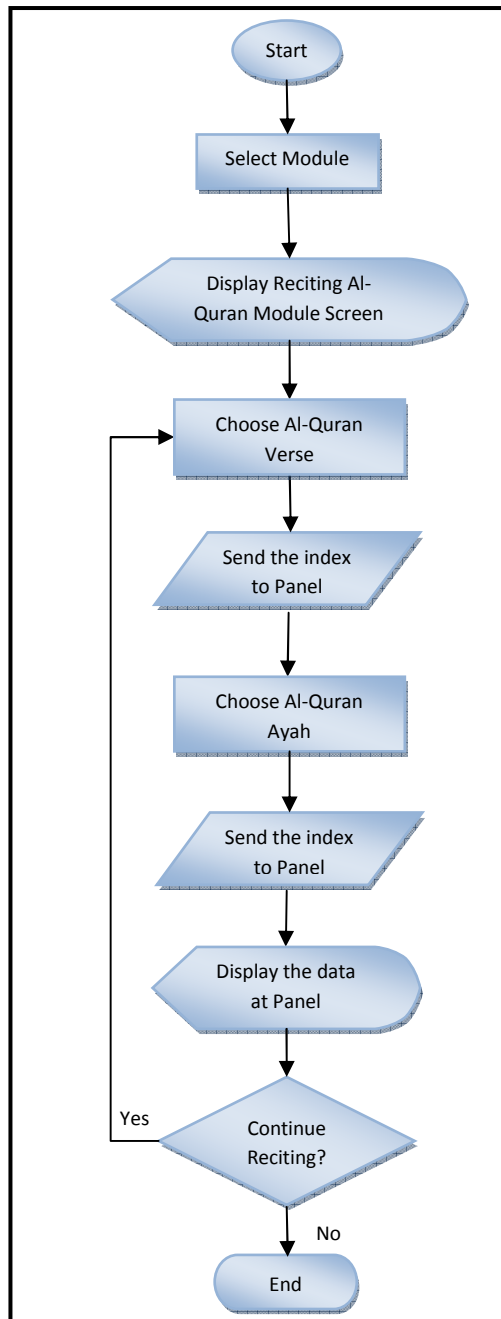 Start
Select Module
Display Reciting Al-
Quran Module Screen
Choose Al-Quran
Verse
Send the index
to Panel
Choose Al-Quran
Ayah
Send the index
to Panel
Display the data
at Panel
Yes
Continue
Reciting?
No
End